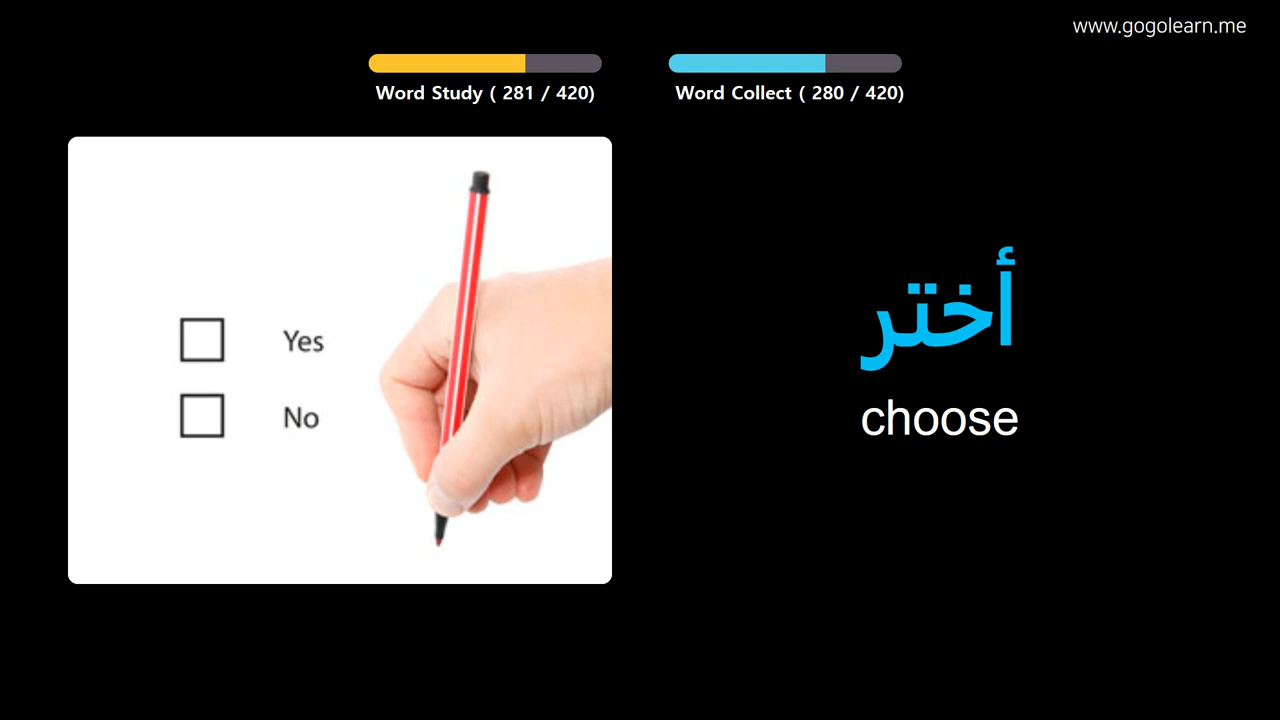 www.gogolearn.me
Word Study ( 281 / 420)
Word Collect ( 280 / 420)
Yes
No
أختر
choose